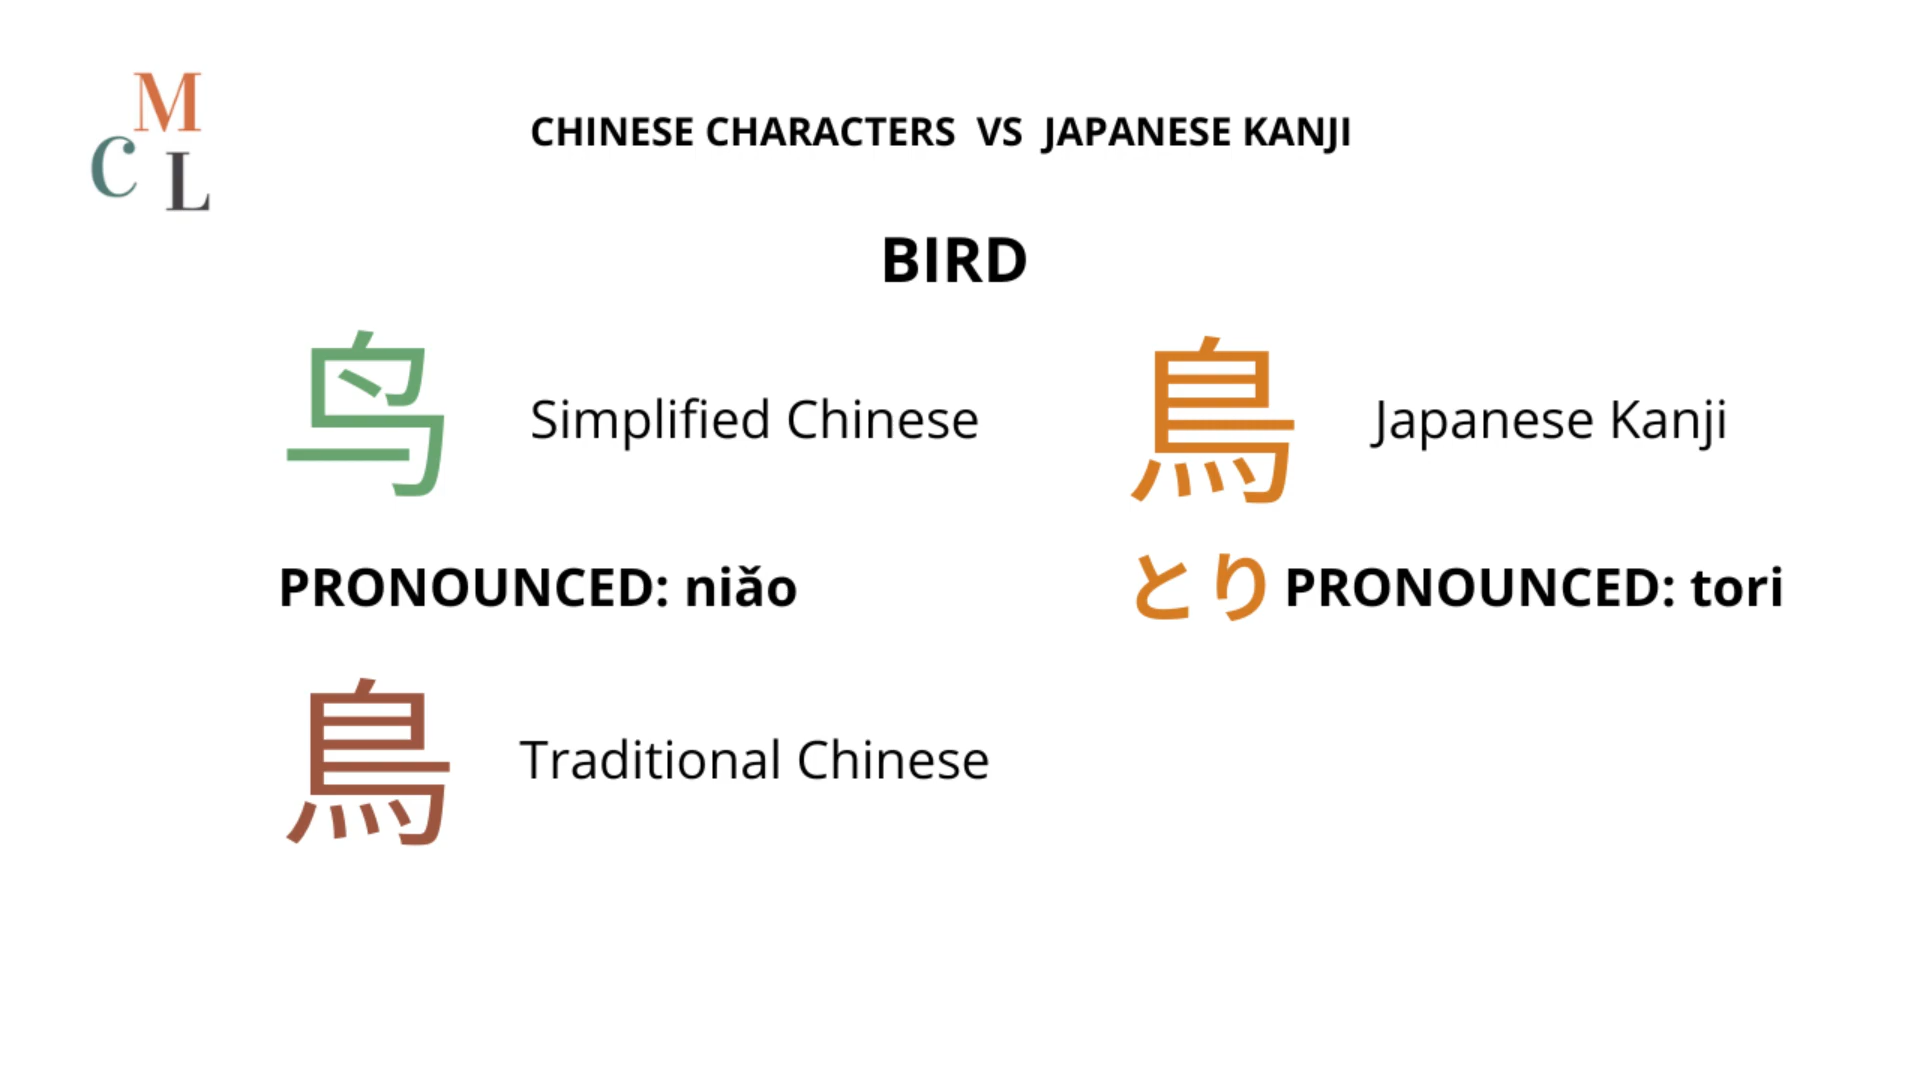 M
C L
CHINESE CHARACTERS VS JAPANESE KANJI
BIRD
鸟 Simplified Chinese
鳥 Japanese Kanji
PRONOUNCED: niǎo
とり PRONOUNCED: tori
鳥 Traditional Chinese